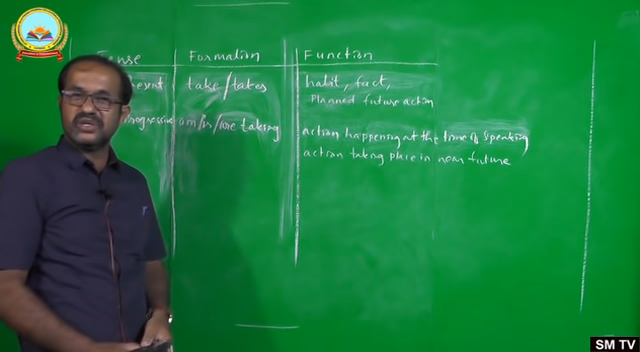 Tense Formation Function
Present take/takes habit, fact,
Planned future action
Progressive am/is/are taking action happening at the time of speaking
action taking place in near future
SM TV